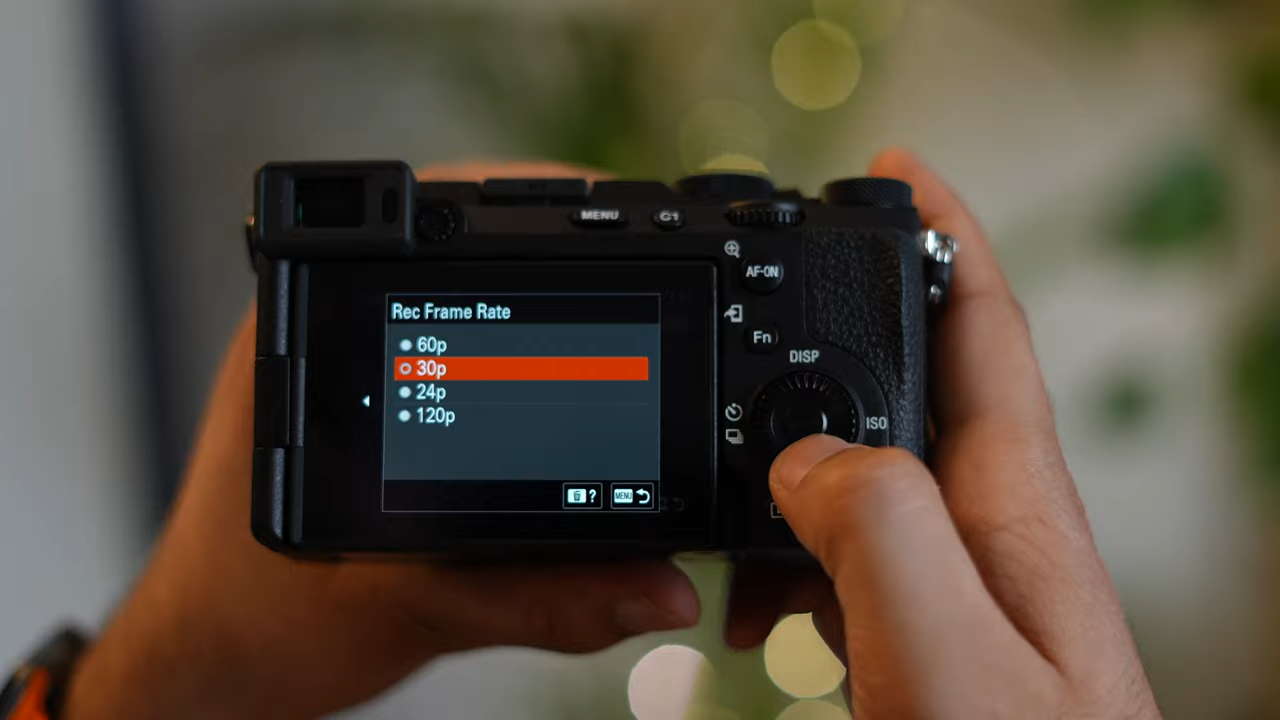 MENU
C1
AF-ON
Rec Frame Rate
60p
30p
24p
120p
Fn
DISP
ISO
?
MENU